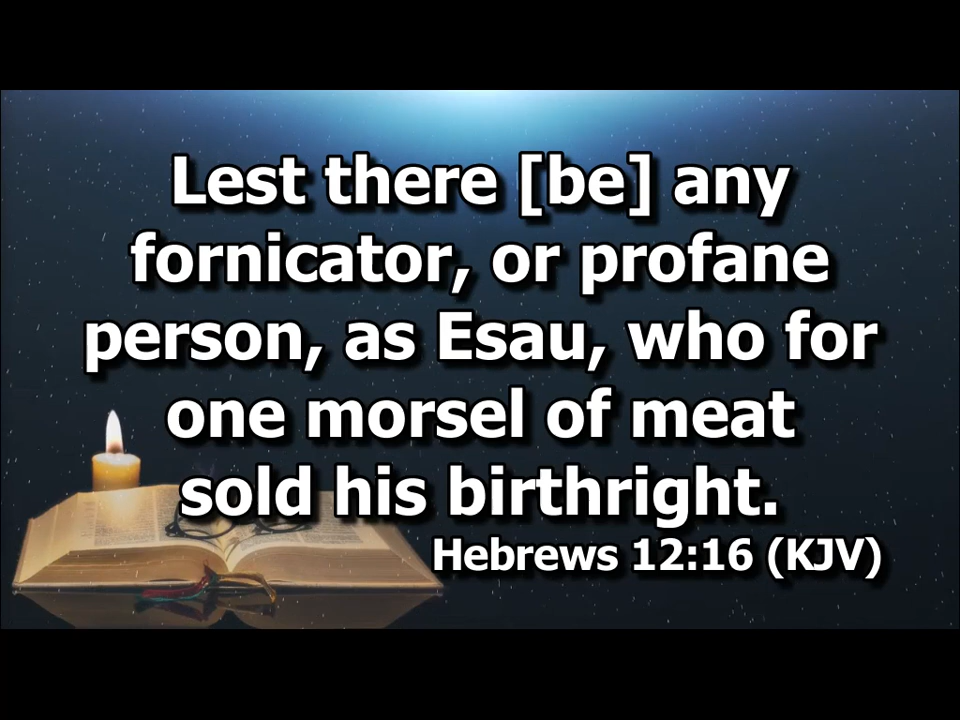 Lest there [be] any
fornicator, or profane
person, as Esau, who for
one morsel of meat
sold his birthright.
Hebrews 12:16 (KJV)